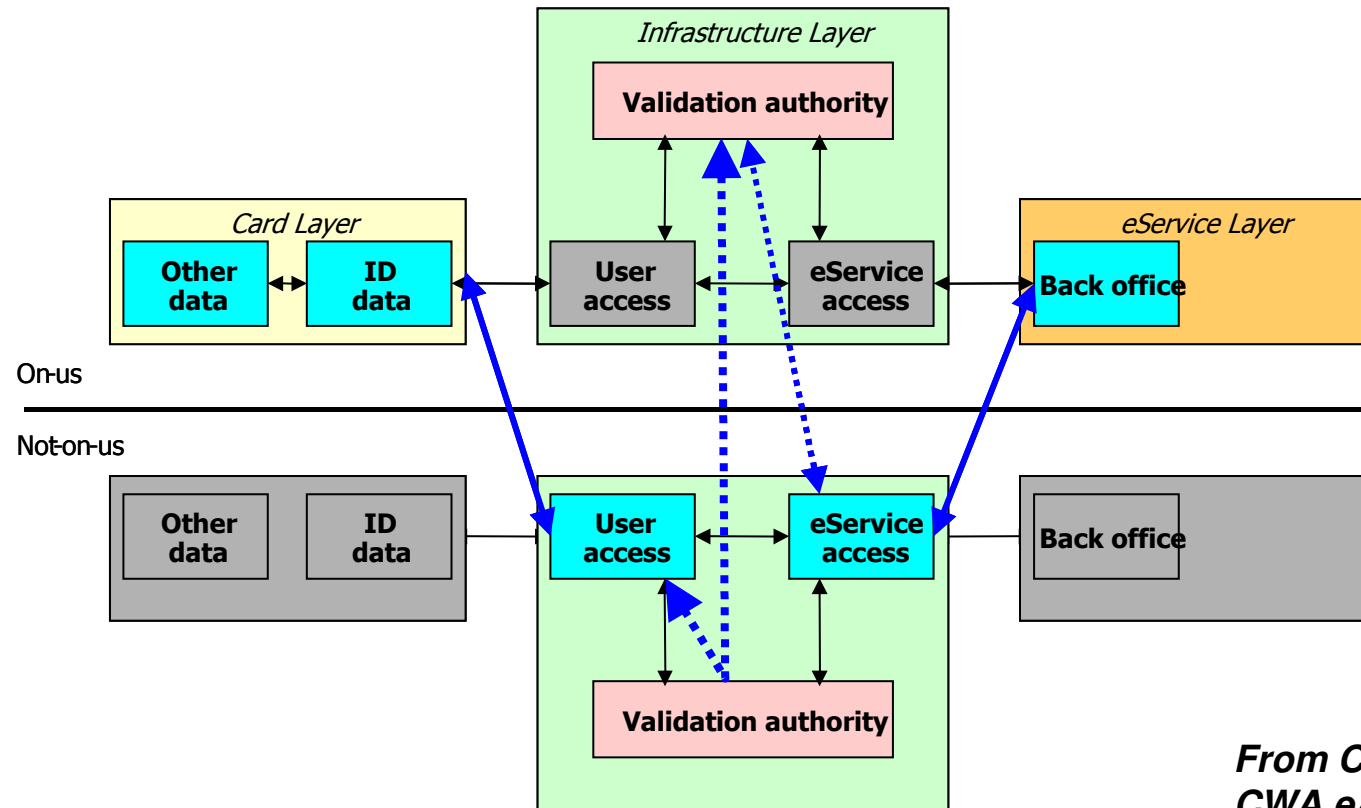 Infrastructure Layer
Validation authority
Card Layer
eService Layer
Other
data
ID
data
User
access
eService
access
Back office
On-us
Not-on-us
Other
data
ID
data
User
access
eService
access
Back office
Validation authority
From C
CWA e